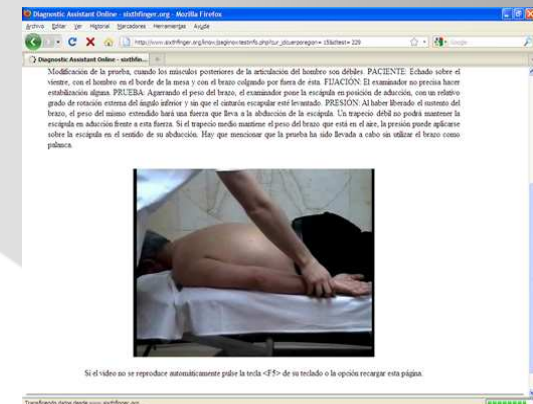 Diagnostic Assistant Online - sixthfinger.org - Mozilla Firefox
Archivo Editar Ver Historial Marcadores Herramientas Ayuda
Google
Diagnostic Assistant Online - sixthfin...
Modificación de la prueba, cuando los músculos posteriores de la articulación del hombro son débiles. PACIENTE: Echado sobre el
vientre, con el hombro en el borde de la mesa y con el brazo colgando por fuera de ésta. FIJACIÓN: El examinador no precisa hacer
estabilización alguna. PRUEBA: Agarrando el peso del brazo, el examinador pone la escápula en posición de aducción, con un relativo
grado de rotación externa del ángulo inferior y sin que el cinturón escapular esté levantado. PRESIÓN: Al haber liberado el sustento del
brazo, el peso del mismo extendido hará una fuerza que lleva a la abducción de la escápula. Un trapecio débil no podrá mantener la
escápula en aducción frente a esta fuerza. Si el trapecio medio mantiene el peso del brazo que está en el aire, la presión puede aplicarse
sobre la escápula en el sentido de su abducción. Hay que mencionar que la prueba ha sido llevada a cabo sin utilizar el brazo como
palanca.
Si el video no se reproduce automáticamente pulse la tecla <F5> de su teclado o la opción recargar esta página.
Transfiriendo datos desde www.sixthfinger.org...